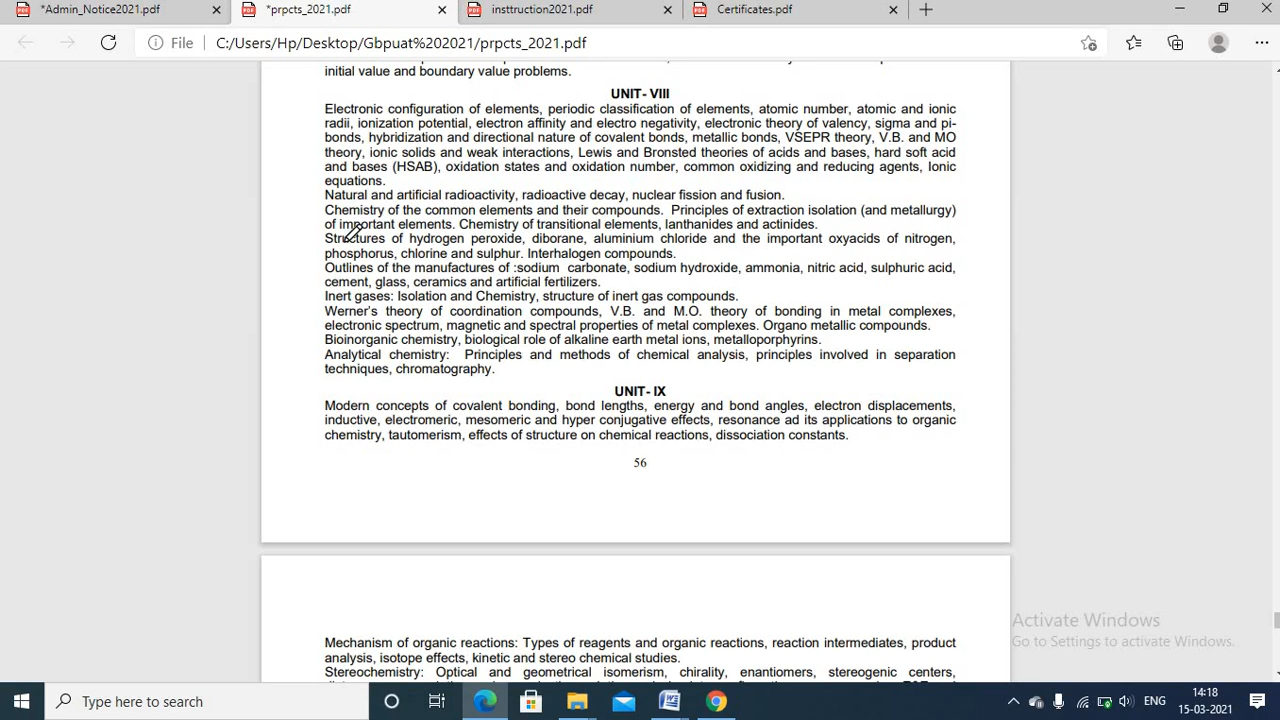 *Admin_Notice2021.pdf
*prpcts_2021.pdf
insttruction2021.pdf
Certificates.pdf
File
C:/Users/Hp/Desktop/Gbpuat%202021/prpcts_2021.pdf
initial value and boundary value problems.
UNIT- VIII
Electronic configuration of elements, periodic classification of elements, atomic number, atomic and ionic
radii, ionization potential, electron affinity and electro negativity, electronic theory of valency, sigma and pi-
bonds, hybridization and directional nature of covalent bonds, metallic bonds, VSEPR theory, V.B. and MO
theory, ionic solids and weak interactions, Lewis and Bronsted theories of acids and bases, hard soft acid
and bases (HSAB), oxidation states and oxidation number, common oxidizing and reducing agents, Ionic
equations.
Natural and artificial radioactivity, radioactive decay, nuclear fission and fusion.
Chemistry of the common elements and their compounds. Principles of extraction isolation (and metallurgy)
of important elements. Chemistry of transitional elements, lanthanides and actinides.
Structures of hydrogen peroxide, diborane, aluminium chloride and the important oxyacids of nitrogen,
phosphorus, chlorine and sulphur. Interhalogen compounds.
Outlines of the manufactures of :sodium carbonate, sodium hydroxide, ammonia, nitric acid, sulphuric acid,
cement, glass, ceramics and artificial fertilizers.
Inert gases: Isolation and Chemistry, structure of inert gas compounds.
Werner's theory of coordination compounds, V.B. and M.O. theory of bonding in metal complexes,
electronic spectrum, magnetic and spectral properties of metal complexes. Organo metallic compounds.
Bioinorganic chemistry, biological role of alkaline earth metal ions, metalloporphyrins.
Analytical chemistry: Principles and methods of chemical analysis, principles involved in separation
techniques, chromatography.
UNIT- IX
Modern concepts of covalent bonding, bond lengths, energy and bond angles, electron displacements,
inductive, electromeric, mesomeric and hyper conjugative effects, resonance ad its applications to organic
chemistry, tautomerism, effects of structure on chemical reactions, dissociation constants.
56
Mechanism of organic reactions: Types of reagents and organic reactions, reaction intermediates, product
analysis, isotope effects, kinetic and stereo chemical studies.
Stereochemistry: Optical and geometrical isomerism, chirality, enantiomers, stereogenic centers,
Activate Windows
Go to Settings to activate Windows.
Type here to search
ENG
14:18
15-03-2021